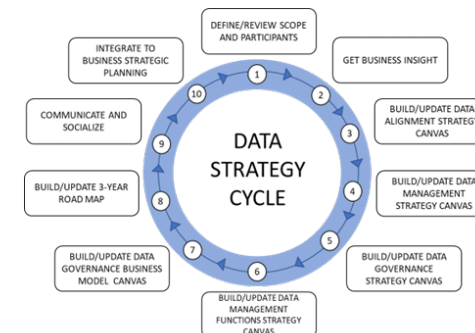 DEFINE/REVIEW SCOPE
AND PARTICIPANTS
1
GET BUSINESS INSIGHT
2
BUILD/UPDATE DATA
ALIGNMENT STRATEGY
CANVAS
3
BUILD/UPDATE DATA
MANAGEMENT
STRATEGY CANVAS
4
BUILD/UPDATE DATA
GOVERNANCE
STRATEGY CANVAS
5
BUILD/UPDATE DATA
MANAGEMENT
FUNCTIONS STRATEGY
CANVAS
6
BUILD/UPDATE DATA
GOVERNANCE BUSINESS
MODEL CANVAS
7
BUILD/UPDATE 3-YEAR
ROAD MAP
8
COMMUNICATE AND
SOCIALIZE
9
INTEGRATE TO
BUSINESS STRATEGIC
PLANNING
10
DATA
STRATEGY
CYCLE